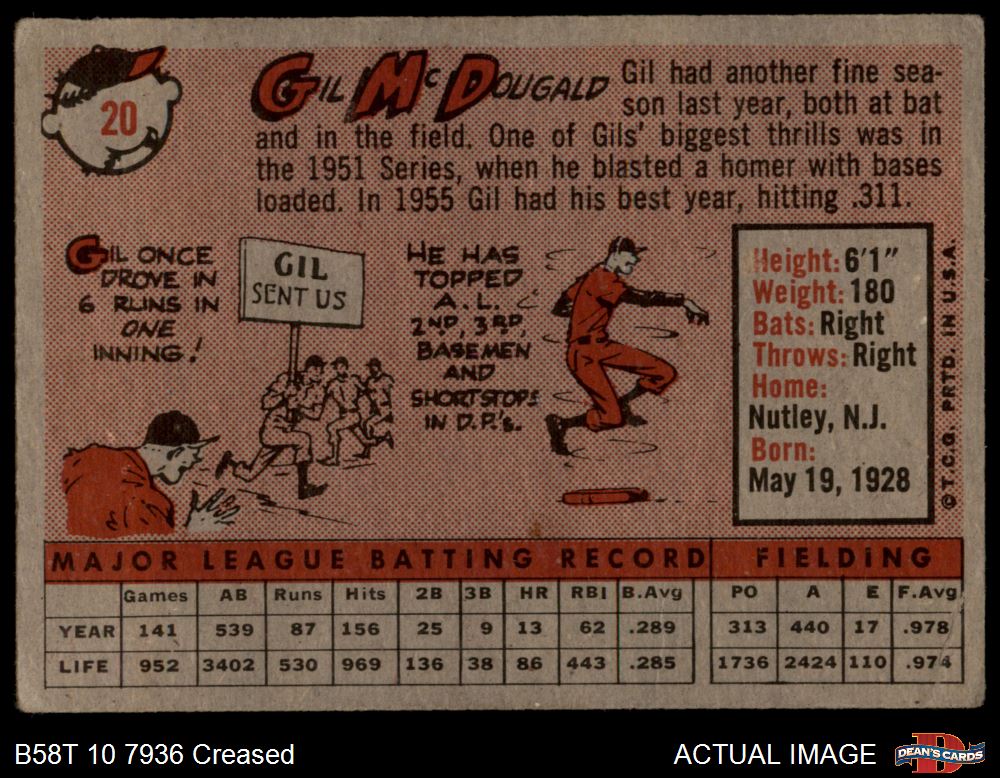 20
GIL McDOUGALD
Gil had another fine sea-
son last year, both at bat
and in the field. One of Gils' biggest thrills was in
the 1951 Series, when he blasted a homer with bases
loaded. In 1955 Gil had his best year, hitting .311.
GIL ONCE
DROVE IN
6 RUNS IN
ONE
INNING!
GIL
SENT US
HE HAS
TOPPED
A.L.
2ND, 3RD,
BASEMEN
AND
SHORTSTOPS
IN D.P.'s.
Height: 6'1"
Weight: 180
Bats: Right
Throws: Right
Home:
Nutley, N.J.
Born:
May 19, 1928
©T.C.G. PRTD. IN U.S.A.
MAJOR LEAGUE BATTING RECORD FIELDING
Games AB Runs Hits 2B 3B HR RBI B.Avg PO A E F.Avg
YEAR 141 539 87 156 25 9 13 62 .289 313 440 17 .978
LIFE 952 3402 530 969 136 38 86 443 .285 1736 2424 110 .974
B58T 10 7936 Creased ACTUAL IMAGE DEAN'S CARDS